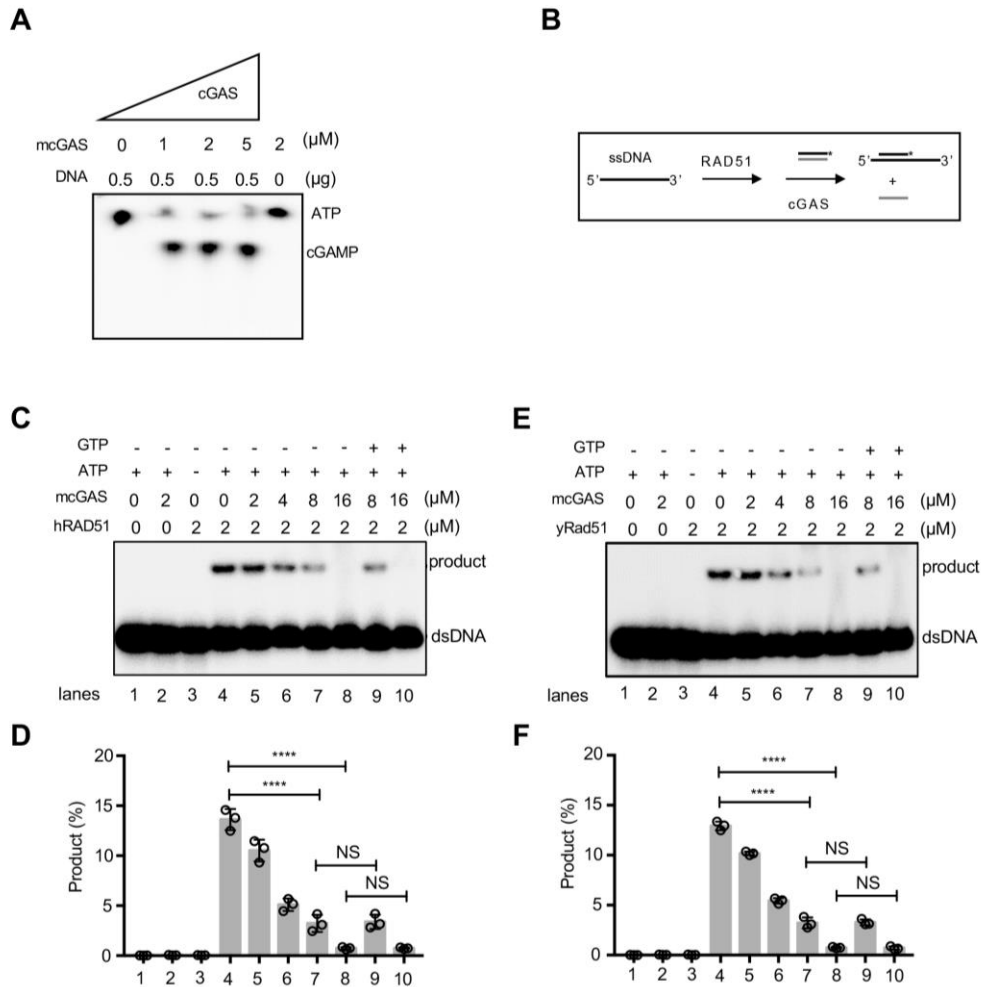 A
cGAS
mcGAS 0 1 2 5 2 (µM)
DNA 0.5 0.5 0.5 0.5 0 (µg)
ATP
cGAMP
B
ssDNA RAD51 * *
5' 3' 5' 3'
cGAS +
C
GTP - - - - - - - - + +
ATP + + - + + + + + + +
mcGAS 0 2 0 0 2 4 8 16 8 16 (µM)
hRAD51 0 0 2 2 2 2 2 2 2 2 (µM)
product
dsDNA
lanes 1 2 3 4 5 6 7 8 9 10
D
Product (%)
20
15
10
5
0
**** 
****
NS
NS
1 2 3 4 5 6 7 8 9 10
E
GTP - - - - - - - - + +
ATP + + - + + + + + + +
mcGAS 0 2 0 0 2 4 8 16 8 16 (µM)
yRad51 0 0 2 2 2 2 2 2 2 2 (µM)
product
dsDNA
lanes 1 2 3 4 5 6 7 8 9 10
F
Product (%)
20
15
10
5
0
****
****
NS
NS
1 2 3 4 5 6 7 8 9 10